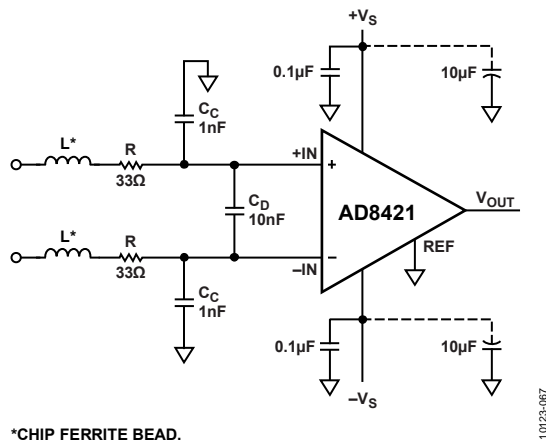 +VS
0.1µF
10µF
CC
1nF
L*
R
33Ω
+IN
+
CD
10nF
AD8421
VOUT
REF
L*
R
33Ω
–IN
–
CC
1nF
0.1µF
10µF
–VS
*CHIP FERRITE BEAD.
10123-067